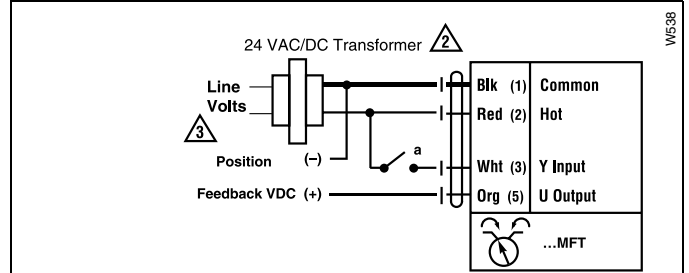 W538
24 VAC/DC Transformer 2
Line
Volts
3
Blk (1) Common
Red (2) Hot
a
Position (–)
Wht (3) Y Input
Feedback VDC (+)
Org (5) U Output
...MFT